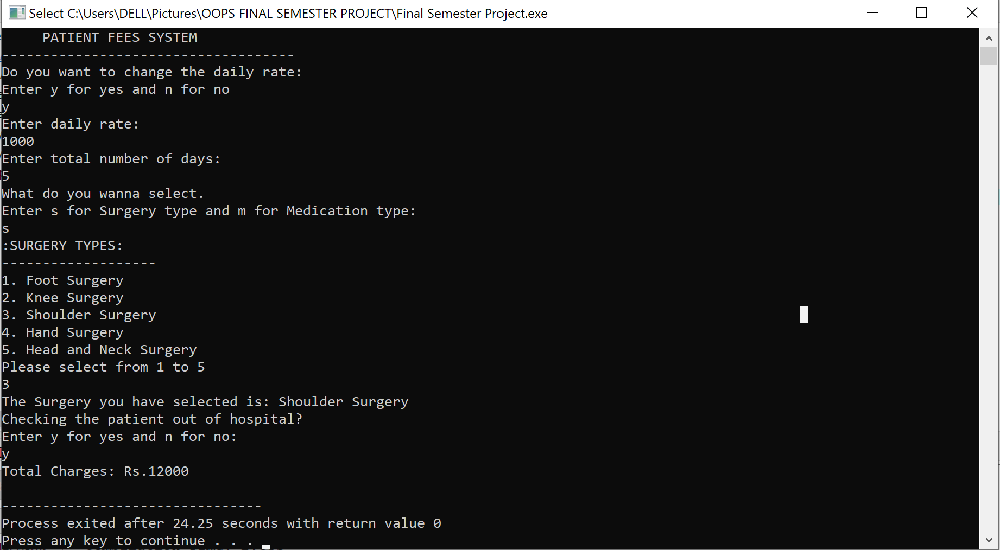 Select C:\Users\DELL\Pictures\OOPS FINAL SEMESTER PROJECT\Final Semester Project.exe
PATIENT FEES SYSTEM
------------------------------------
Do you want to change the daily rate:
Enter y for yes and n for no
y
Enter daily rate:
1000
Enter total number of days:
5
What do you wanna select.
Enter s for Surgery type and m for Medication type:
s
:SURGERY TYPES:
-------------------
1. Foot Surgery
2. Knee Surgery
3. Shoulder Surgery
4. Hand Surgery
5. Head and Neck Surgery
Please select from 1 to 5
3
The Surgery you have selected is: Shoulder Surgery
Checking the patient out of hospital?
Enter y for yes and n for no:
y
Total Charges: Rs.12000
--------------------------------
Process exited after 24.25 seconds with return value 0
Press any key to continue . . .